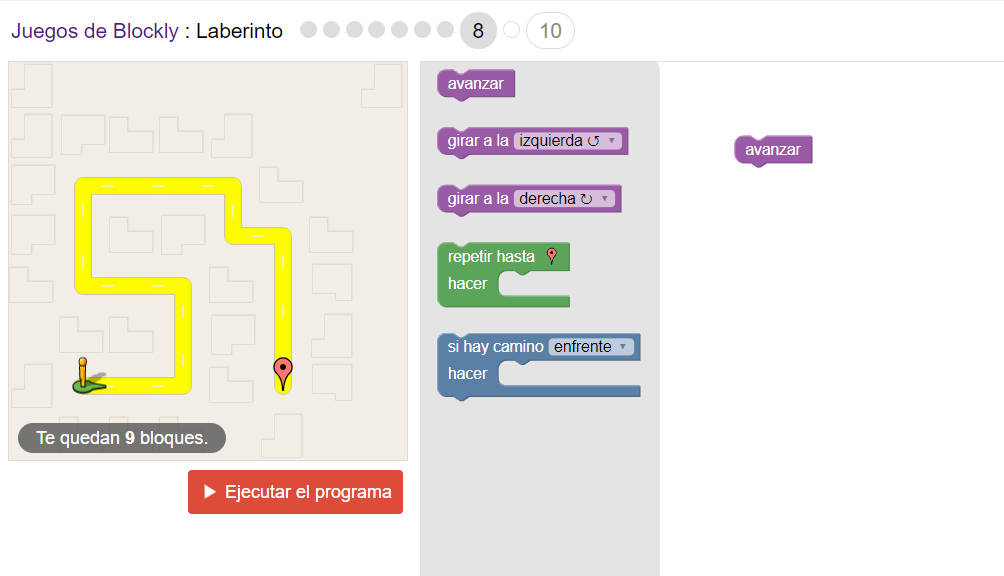 Juegos de Blockly : Laberinto 8 10
avanzar
girar a la izquierda ↺ ▾
girar a la derecha ↻ ▾
repetir hasta
hacer
si hay camino enfrente ▾
hacer
avanzar
Te quedan 9 bloques.
Ejecutar el programa